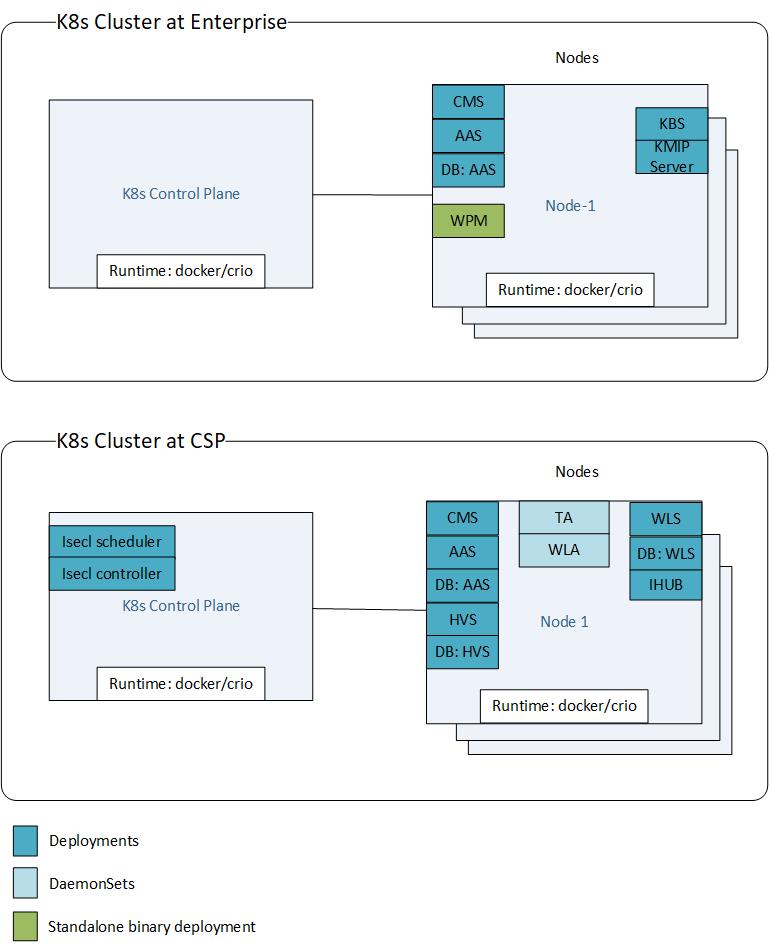 K8s Cluster at Enterprise
Nodes
CMS
AAS
DB: AAS
WPM
KBS
KMIP
Server
K8s Control Plane
Node-1
Runtime: docker/crio
Runtime: docker/crio
K8s Cluster at CSP
Nodes
Isecl scheduler
Isecl controller
K8s Control Plane
Runtime: docker/crio
CMS
AAS
DB: AAS
HVS
DB: HVS
TA
WLA
WLS
DB: WLS
IHUB
Node 1
Runtime: docker/crio
Deployments
DaemonSets
Standalone binary deployment